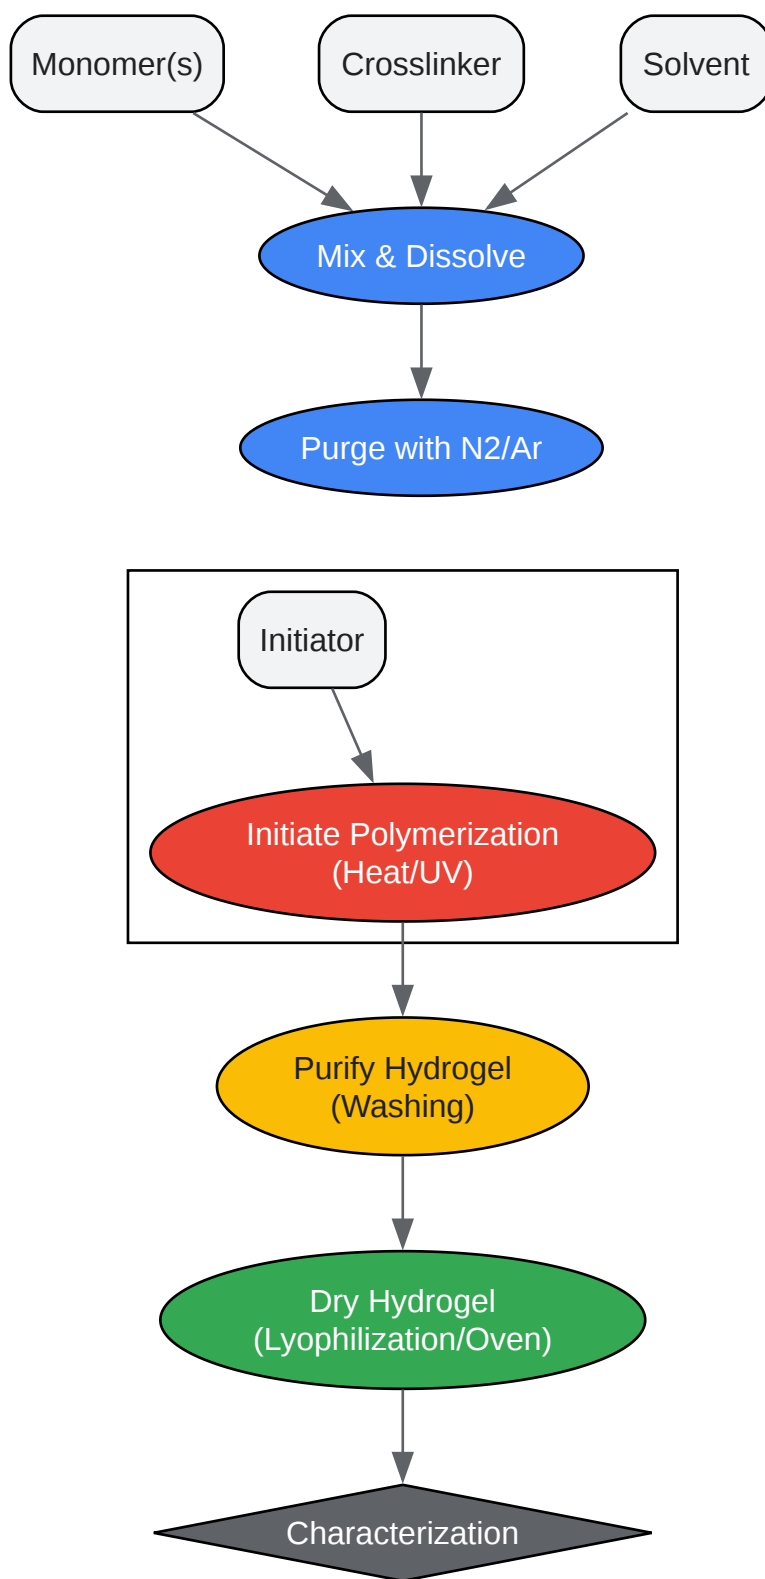 Monomer(s)
Crosslinker
Solvent
Mix & Dissolve
Purge with N2/Ar
Initiator
Initiate Polymerization
(Heat/UV)
Purify Hydrogel
(Washing)
Dry Hydrogel
(Lyophilization/Oven)
Characterization